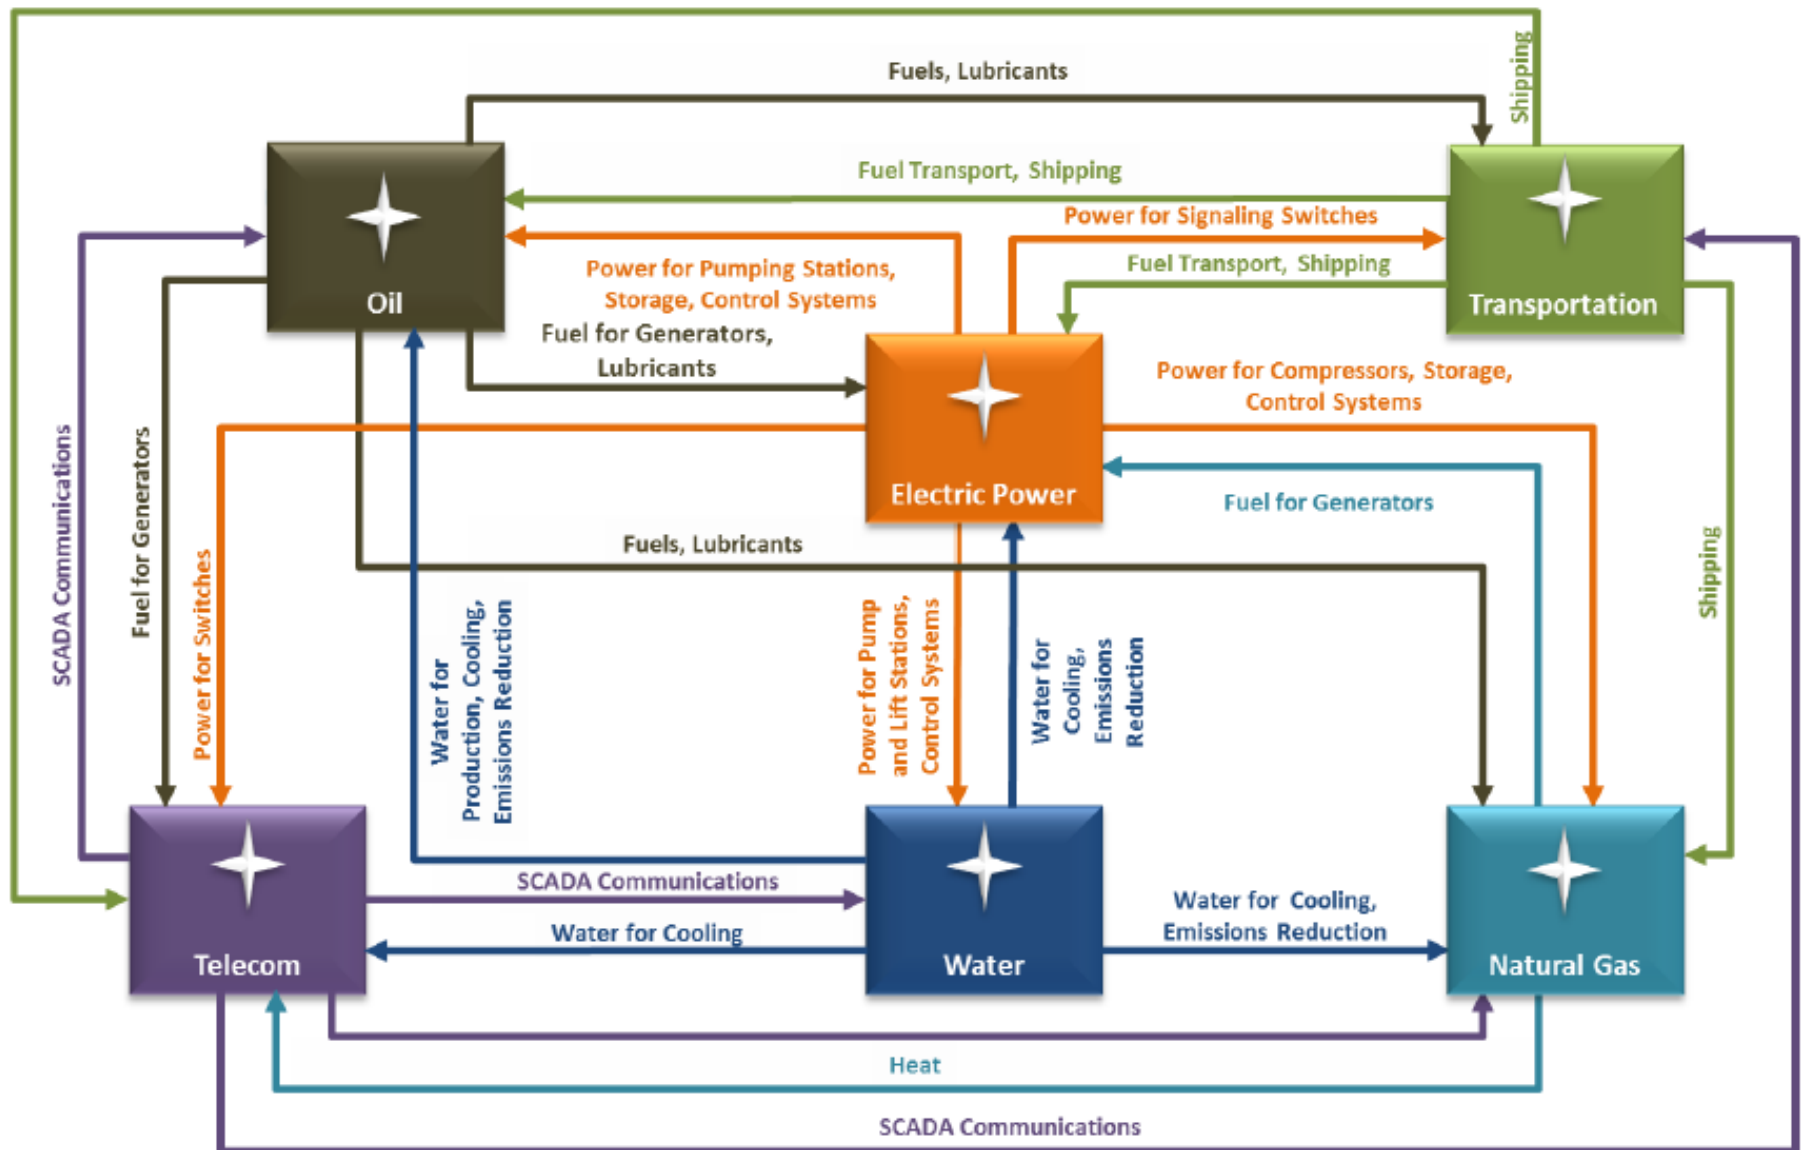 Shipping
Fuels, Lubricants
Fuel Transport, Shipping
Power for Signaling Switches
Oil
Power for Pumping Stations,
Storage, Control Systems
Fuel Transport, Shipping
Transportation
Fuel for Generators,
Lubricants
Electric Power
Power for Compressors, Storage,
Control Systems
Fuel for Generators
SCADA Communications
Fuel for Generators
Power for Switches
Fuels, Lubricants
Shipping
Water for
Production, Cooling,
Emissions Reduction
Power for Pump
and Lift Stations,
Control Systems
Water for
Cooling,
Emissions
Reduction
Telecom
SCADA Communications
Water for Cooling
Water
Water for Cooling,
Emissions Reduction
Natural Gas
Heat
SCADA Communications